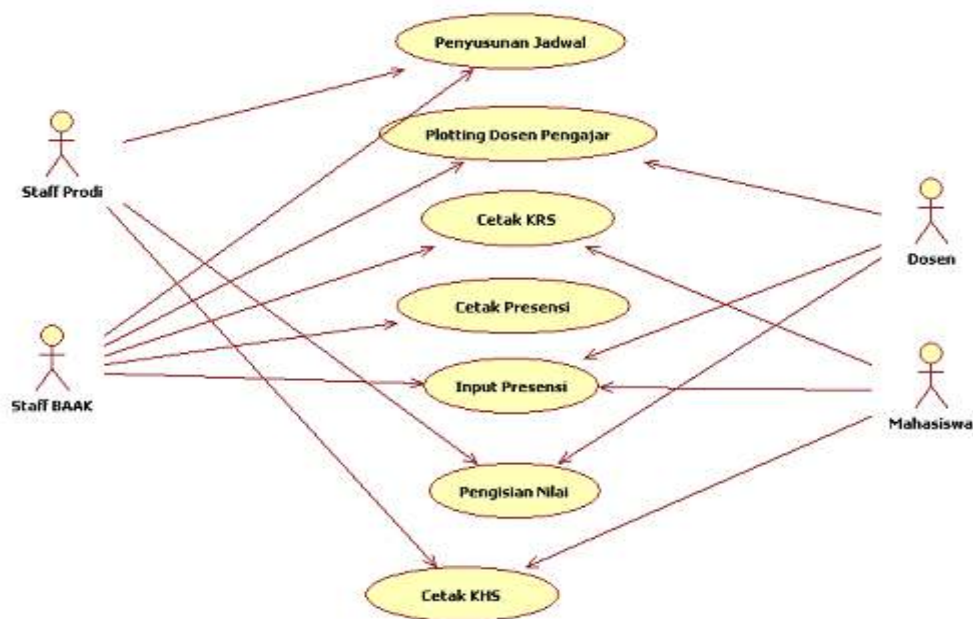 Penyusunan Jadwal
Plotting Dosen Pengajar
Staff Prodi
Cetak KRS
Dosen
Cetak Presensi
Staff BAAK
Input Presensi
Mahasiswa
Pengisian Nilai
Cetak KHS